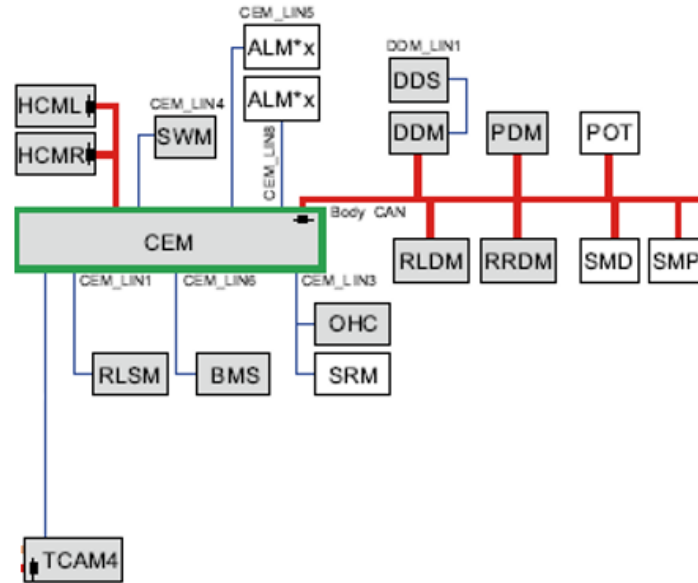 CEM_LIN5
ALM*x
DDM_LIN1
HCML
CEM_LIN4
ALM*x
DDS
SWM
DDM
PDM
POT
HCMR
CEM_LIN8
Body CAN
CEM
RLDM
RRDM
SMD
SMP
CEM_LIN1
CEM_LIN6
CEM_LIN3
OHC
RLSM
BMS
SRM
TCAM4